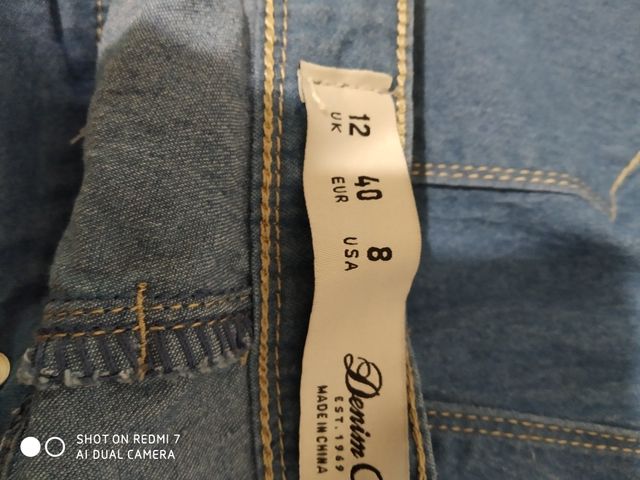 12
UK
40
EUR
8
USA
Denim
EST. 1969
MADE IN CHINA
SHOT ON REDMI 7
AI DUAL CAMERA